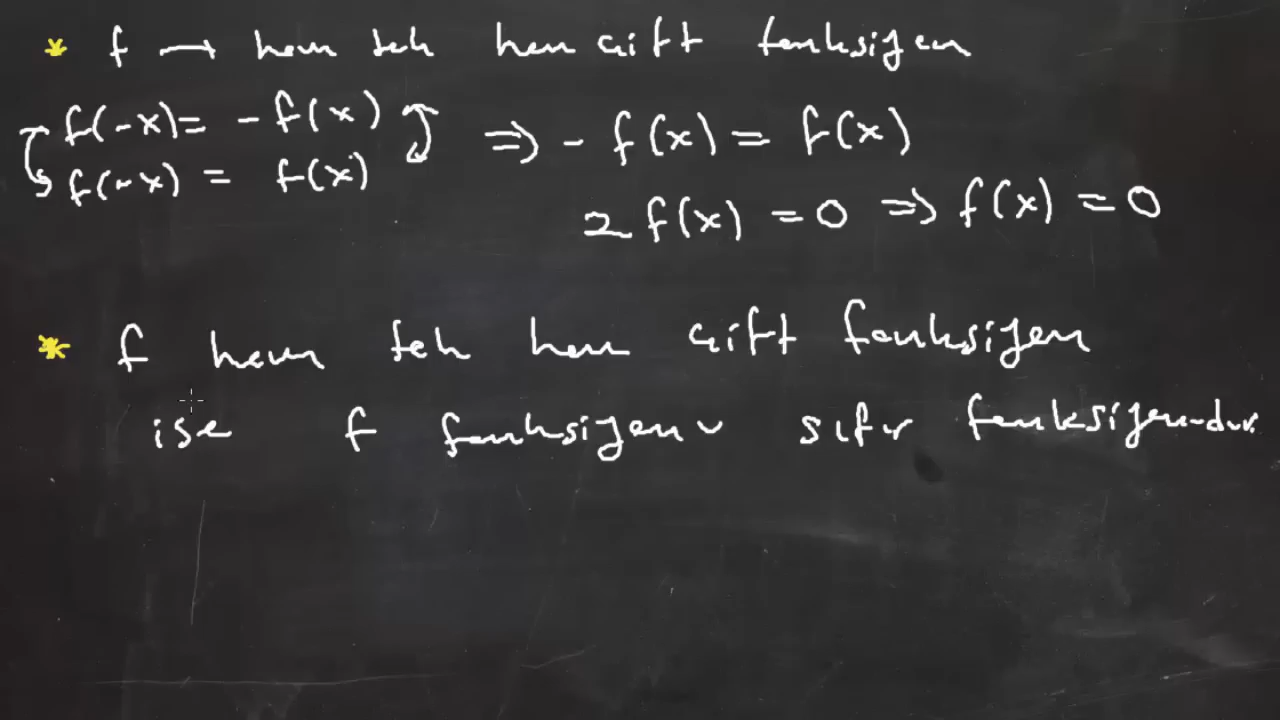 * f → hem tek hem çift fonksiyon
f(-x) = -f(x) ⇒ -f(x) = f(x)
f(-x) = f(x)
2f(x) = 0 ⇒ f(x) = 0
* f hem tek hem çift fonksiyon
ise f fonksiyonu sıfır fonksiyondur.